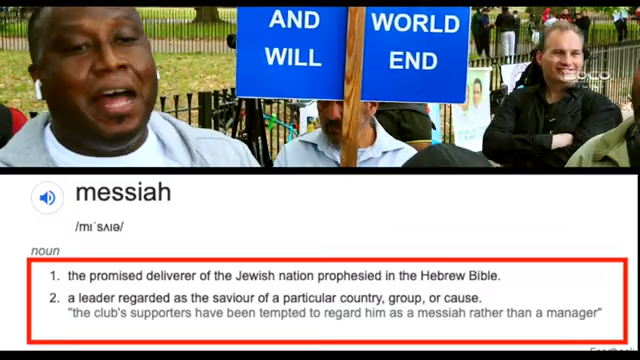 AND
WILL
WORLD
END
COCO
messiah
/mɪˈsʌɪə/
noun
1. the promised deliverer of the Jewish nation prophesied in the Hebrew Bible.
2. a leader regarded as the saviour of a particular country, group, or cause.
"the club's supporters have been tempted to regard him as a messiah rather than a manager"